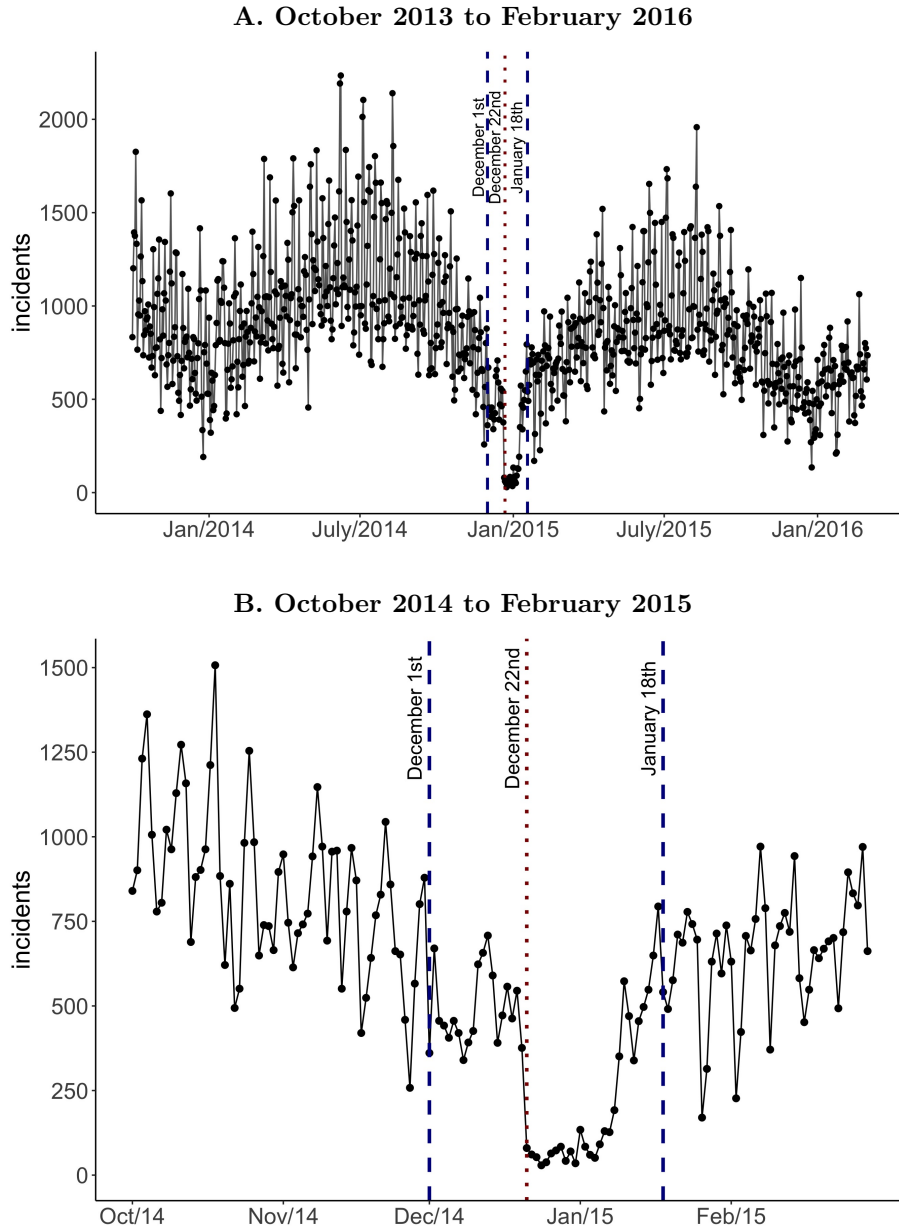 A. October 2013 to February 2016
2000
1500
1000
500
0
incidents
December 1st
December 22nd
January 18th
Jan/2014
July/2014
Jan/2015
July/2015
Jan/2016
B. October 2014 to February 2015
1500
1250
1000
750
500
250
0
incidents
December 1st
December 22nd
January 18th
Oct/14
Nov/14
Dec/14
Jan/15
Feb/15